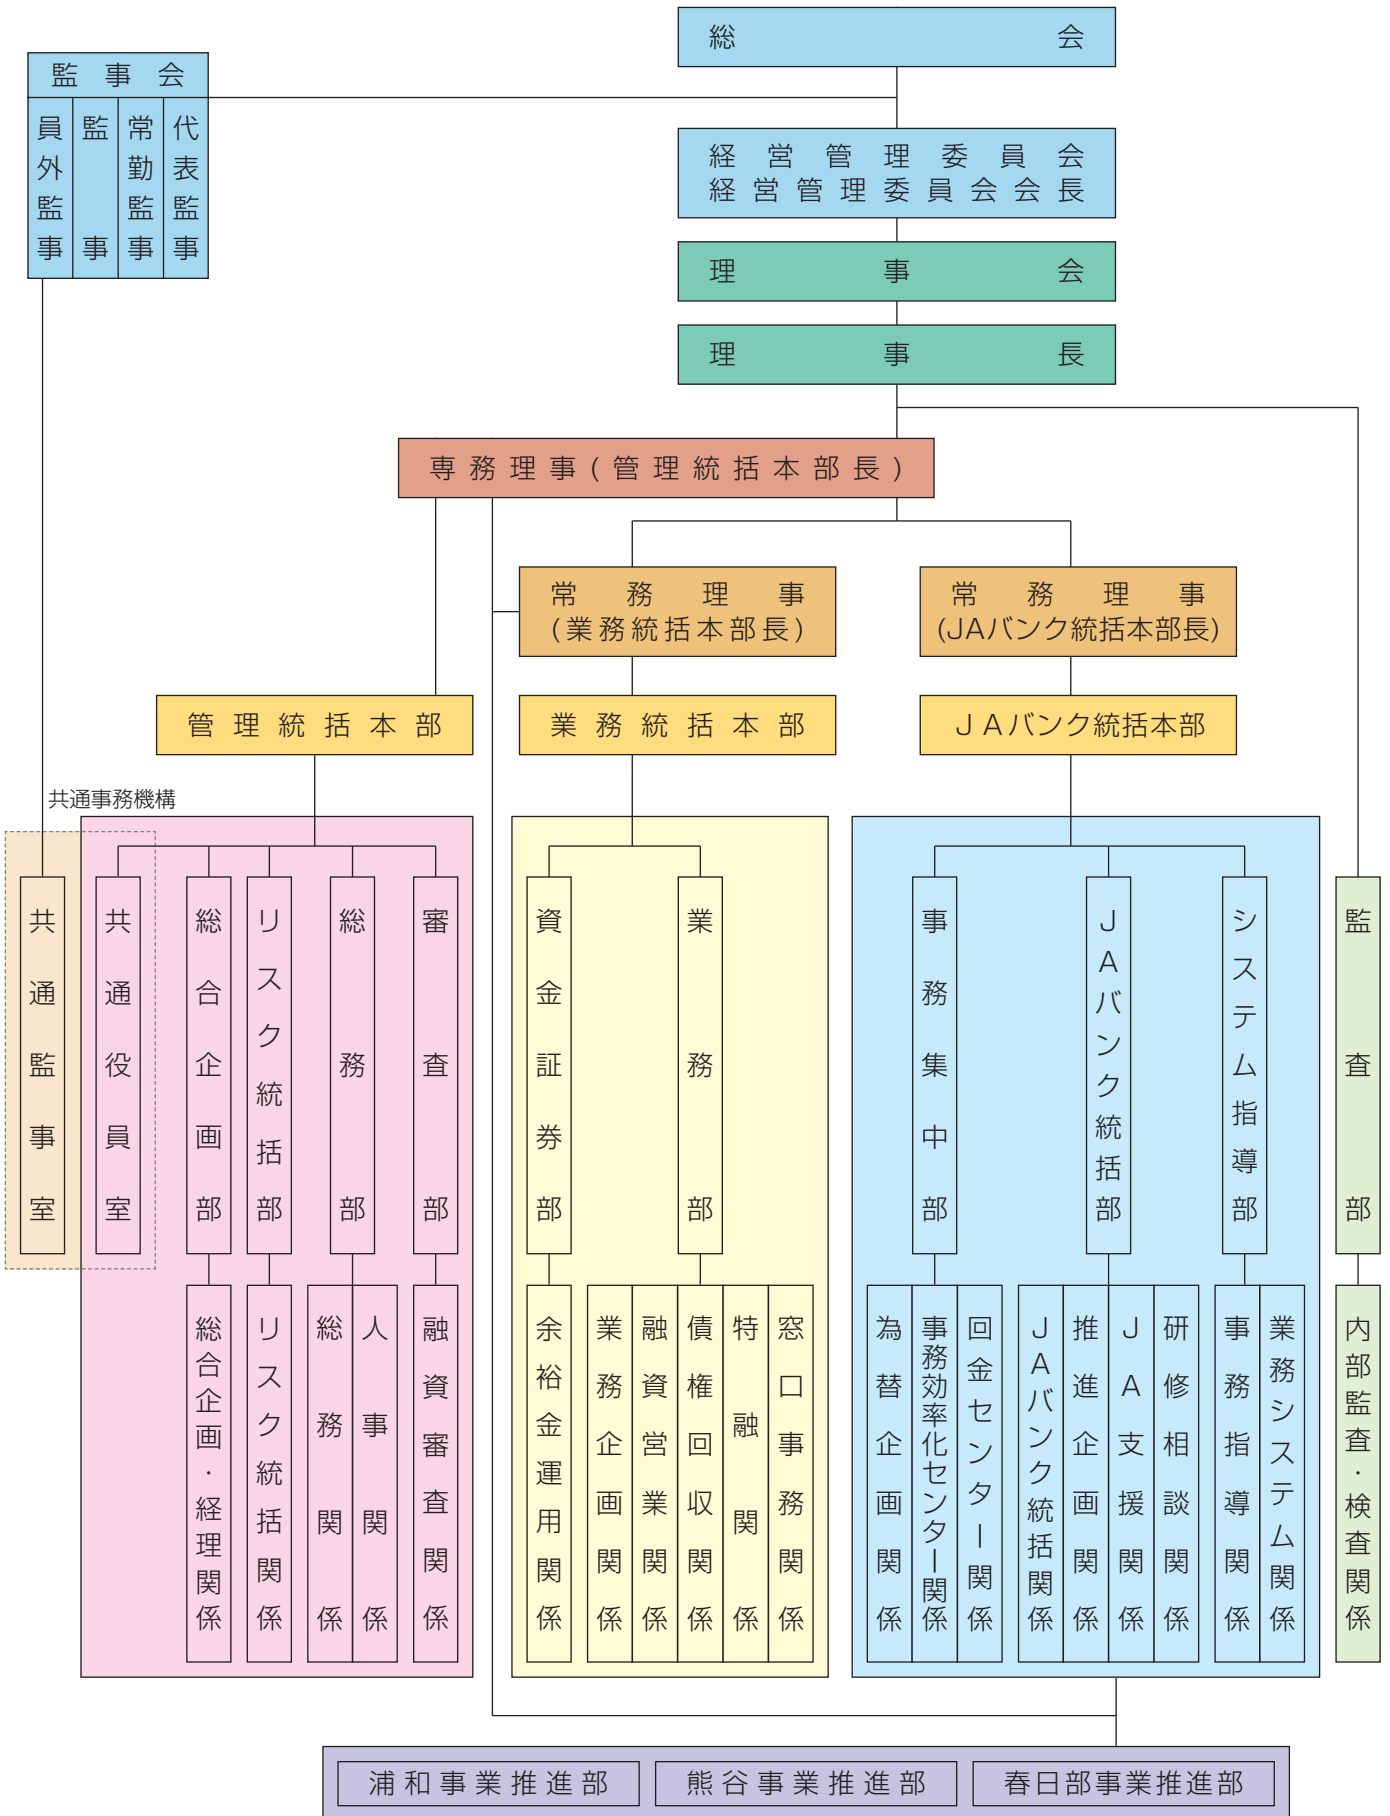 総会
監事会
員外監事
監事
常勤監事
代表監事
経営管理委員会
経営管理委員会会長
理事会
理事長
専務理事(管理統括本部長)
常務理事
(業務統括本部長)
常務理事
(JAバンク統括本部長)
管理統括本部
業務統括本部
JAバンク統括本部
共通事務機構
共通監事室
共通役員室
総合企画部
リスク統括部
総務部
審査部
資金証券部
業務部
事務集中部
JAバンク統括部
システム指導部
監査部
総合企画・経理関係
リスク統括関係
総務関係
人事関係
融資審査関係
余裕金運用関係
業務企画関係
融資営業関係
債権回収関係
特融関係
窓口事務関係
為替企画関係
事務効率化センター関係
回金センター関係
JAバンク統括関係
推進企画関係
JA支援関係
研修相談関係
事務指導関係
業務システム関係
内部監査・検査関係
浦和事業推進部
熊谷事業推進部
春日部事業推進部